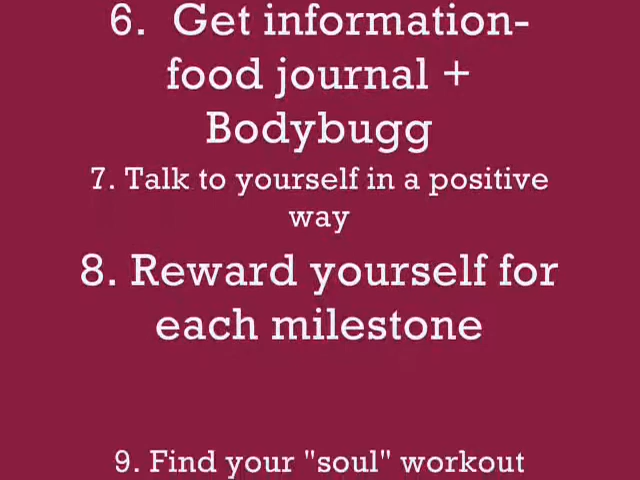 6. Get information-
food journal +
Bodybugg
7. Talk to yourself in a positive
way
8. Reward yourself for
each milestone
9. Find your "soul" workout